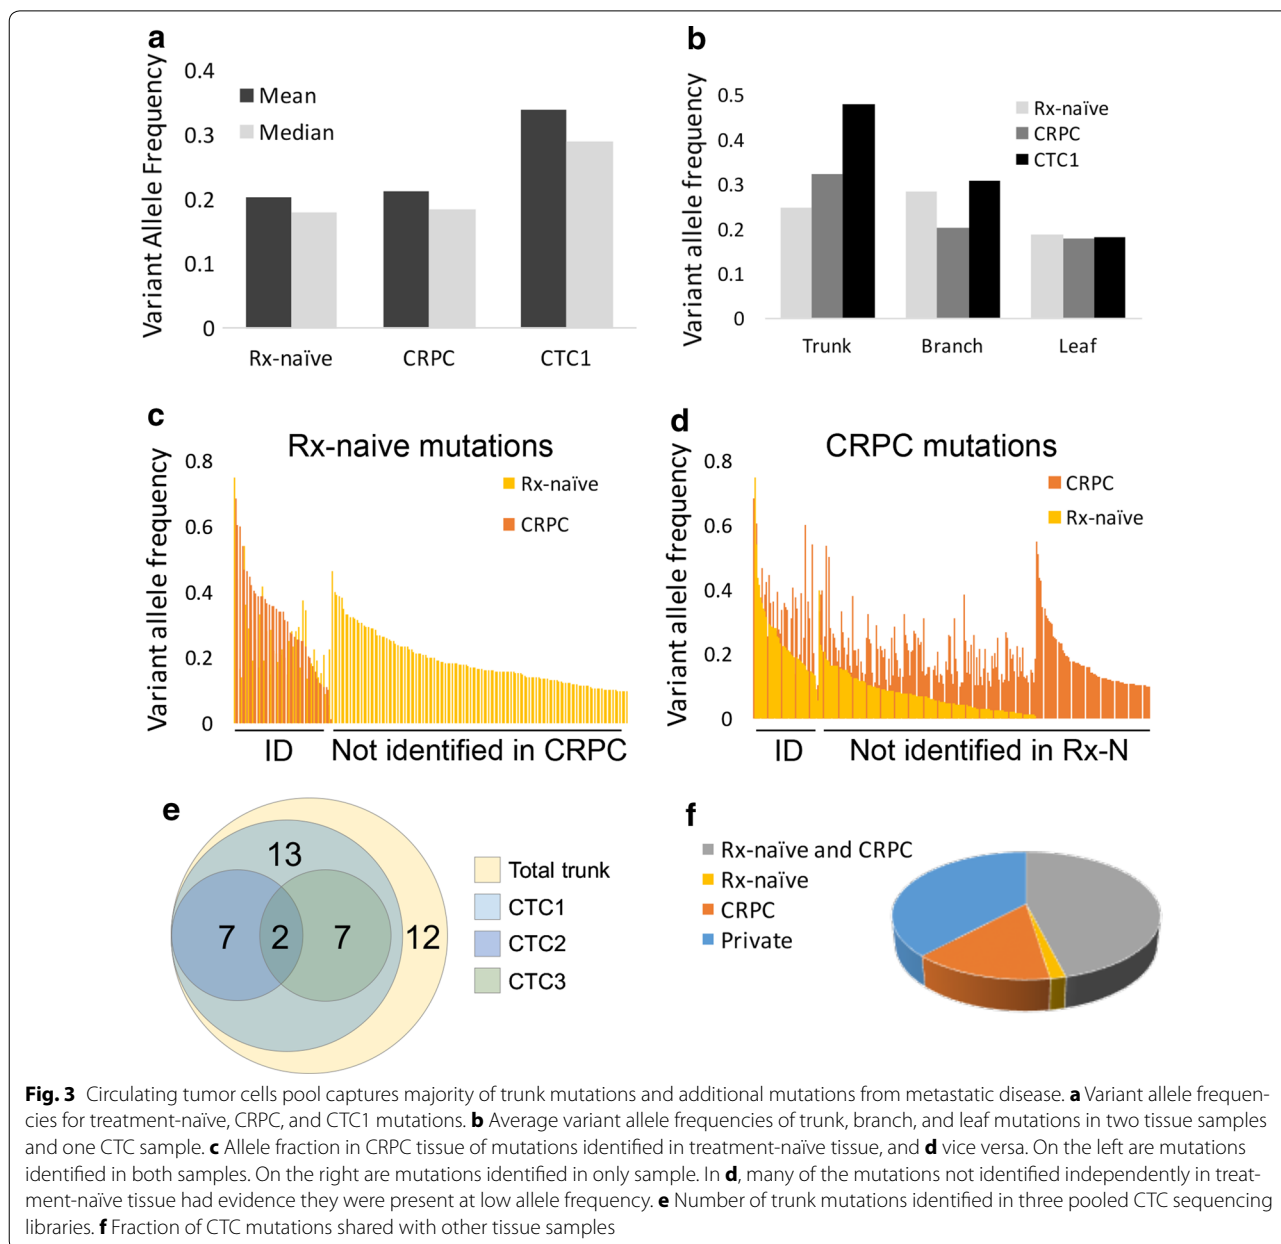 a
Variant Allele Frequency
0.4
0.3
0.2
0.1
0
Mean
Median
Rx-naïve CRPC CTC1
b
Variant allele frequency
0.5
0.4
0.3
0.2
0.1
0
Rx-naïve
CRPC
CTC1
Trunk Branch Leaf
c
Rx-naive mutations
Variant allele frequency
0.8
0.6
0.4
0.2
0
Rx-naïve
CRPC
ID Not identified in CRPC
d
CRPC mutations
Variant allele frequency
0.8
0.6
0.4
0.2
0
CRPC
Rx-naïve
ID Not identified in Rx-N
e
13
7 2 7 12
Total trunk
CTC1
CTC2
CTC3
f
Rx-naïve and CRPC
Rx-naïve
CRPC
Private
Fig. 3 Circulating tumor cells pool captures majority of trunk mutations and additional mutations from metastatic disease. a Variant allele frequen-
cies for treatment-naïve, CRPC, and CTC1 mutations. b Average variant allele frequencies of trunk, branch, and leaf mutations in two tissue samples
and one CTC sample. c Allele fraction in CRPC tissue of mutations identified in treatment-naïve tissue, and d vice versa. On the left are mutations
identified in both samples. On the right are mutations identified in only sample. In d, many of the mutations not identified independently in treat-
ment-naïve tissue had evidence they were present at low allele frequency. e Number of trunk mutations identified in three pooled CTC sequencing
libraries. f Fraction of CTC mutations shared with other tissue samples